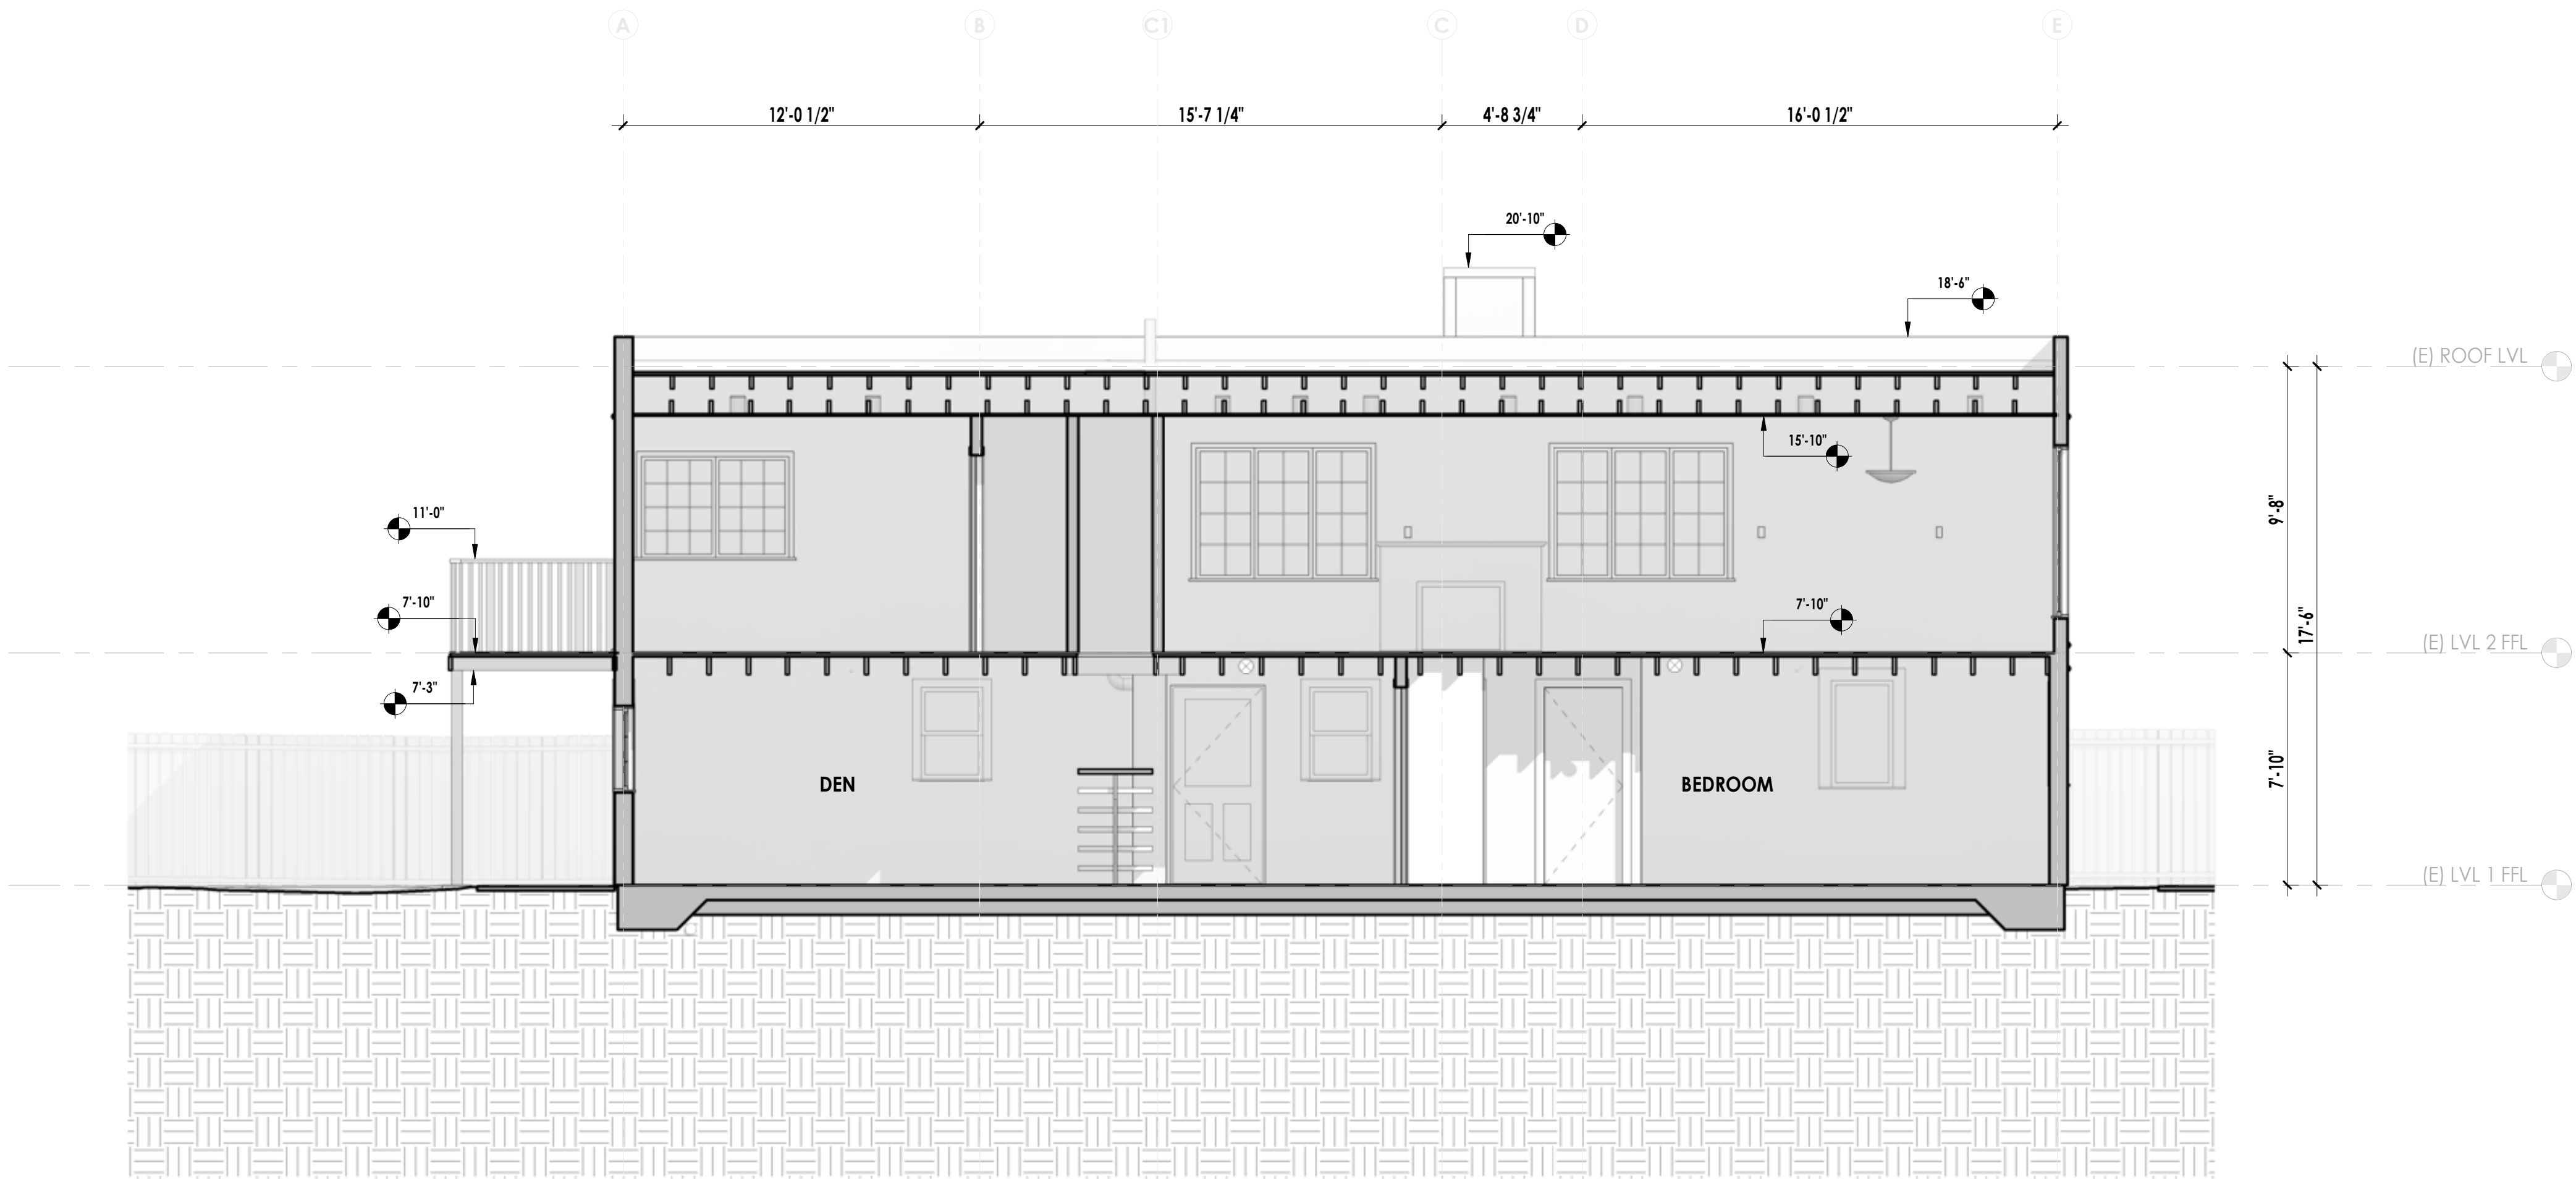 A B C1 C D E
12'-0 1/2" 15'-7 1/4" 4'-8 3/4" 16'-0 1/2"
20'-10"
18'-6"
(E) ROOF LVL
15'-10"
11'-0"
9'-8"
7'-10"
7'-10"
17'-6"
(E) LVL 2 FFL
7'-3"
7'-10"
DEN
BEDROOM
(E) LVL 1 FFL